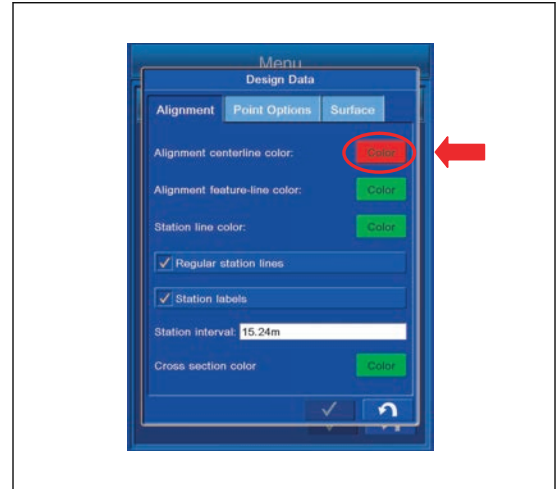 Menu
Design Data
Alignment Point Options Surface
Alignment centerline color: Color
Alignment feature-line color: Color
Station line color: Color
Regular station lines
Station labels
Station interval: 15.24m
Cross section color Color